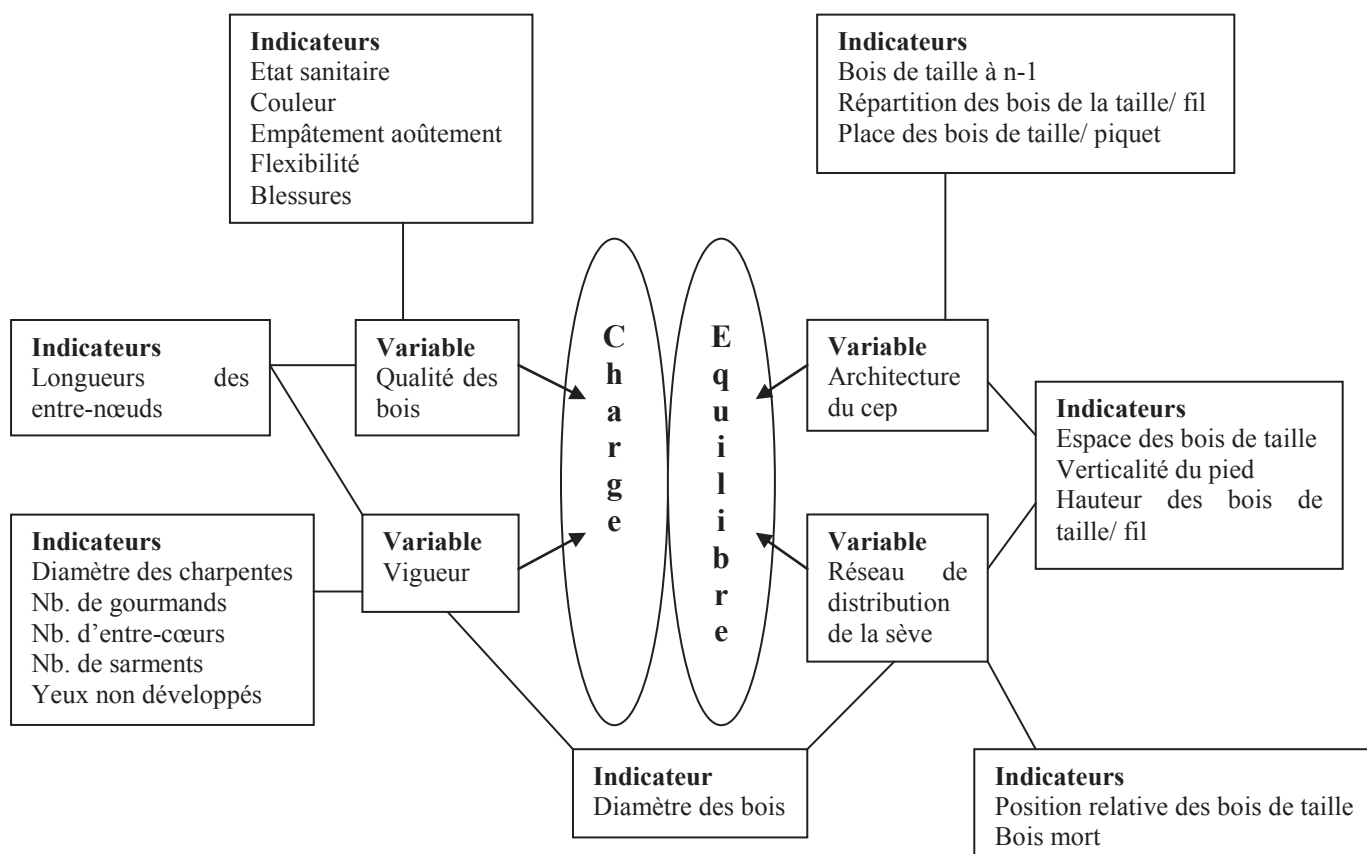 Indicateurs
Etat sanitaire
Couleur
Empâtement aoûtement
Flexibilité
Blessures
Indicateurs
Bois de taille à n-1
Répartition des bois de la taille/ fil
Place des bois de taille/ piquet
Indicateurs
Longueurs des
entre-nœuds
Variable
Qualité des
bois
Charge
Equilibre
Variable
Architecture
du cep
Indicateurs
Espace des bois de taille
Verticalité du pied
Hauteur des bois de
taille/ fil
Indicateurs
Diamètre des charpentes
Nb. de gourmands
Nb. d'entre-cœurs
Nb. de sarments
Yeux non développés
Variable
Vigueur
Variable
Réseau de
distribution
de la sève
Indicateur
Diamètre des bois
Indicateurs
Position relative des bois de taille
Bois mort